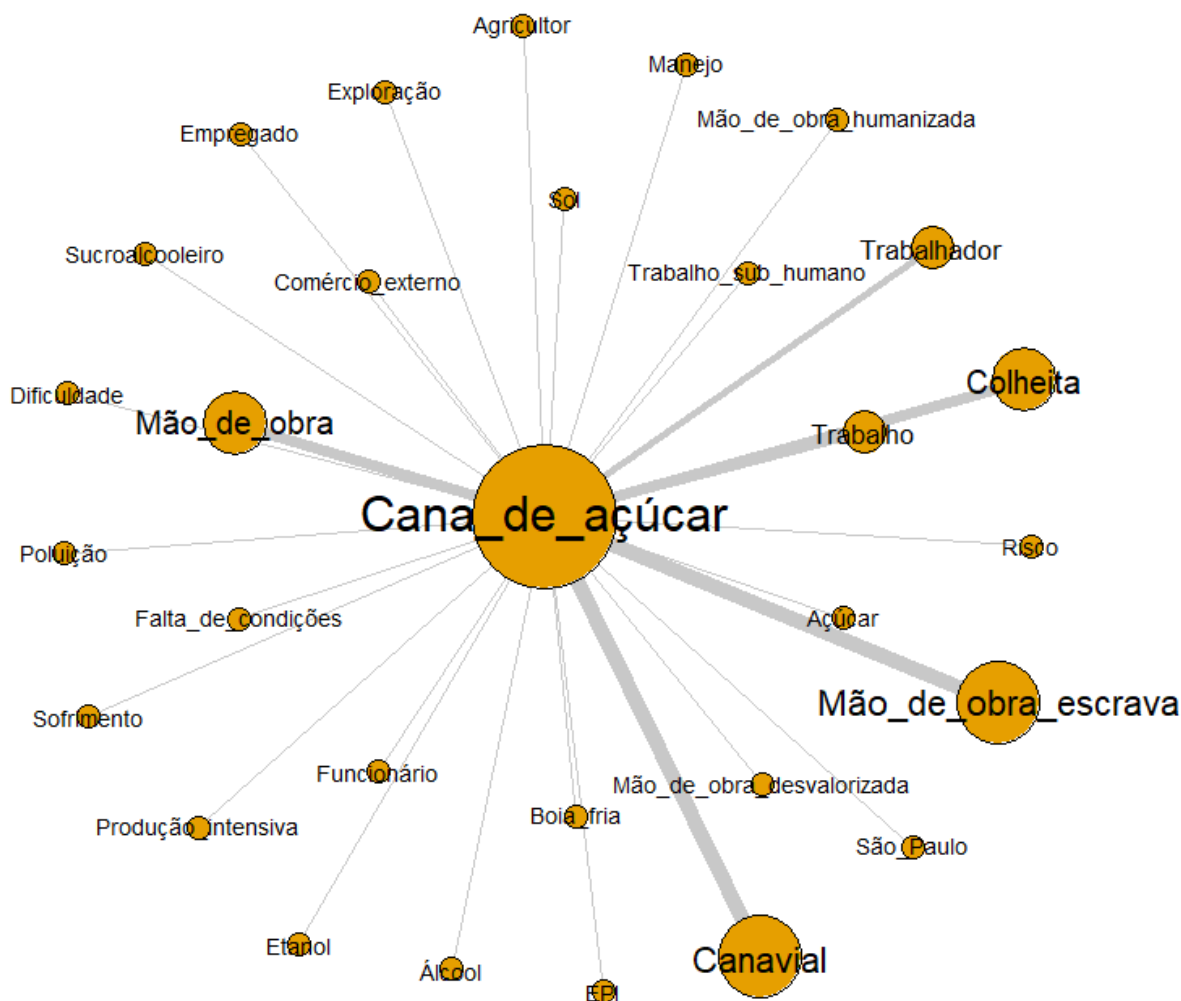 Agricultor
Manejo
Exploração
Mão_de_obra_humanizada
Empregado
Sol
Trabalhador
Sucroalcooleiro
Trabalho_sub_humano
Comércio_externo
Colheita
Dificuldade
Mão_de_obra
Trabalho
Cana_de_açúcar
Risco
Poluição
Açúcar
Falta_de_condições
Mão_de_obra_escrava
Sofrimento
Funcionário
Mão_de_obra_desvalorizada
Boia_fria
Produção_intensiva
São_Paulo
Etanol
Canavial
Álcool
EPI